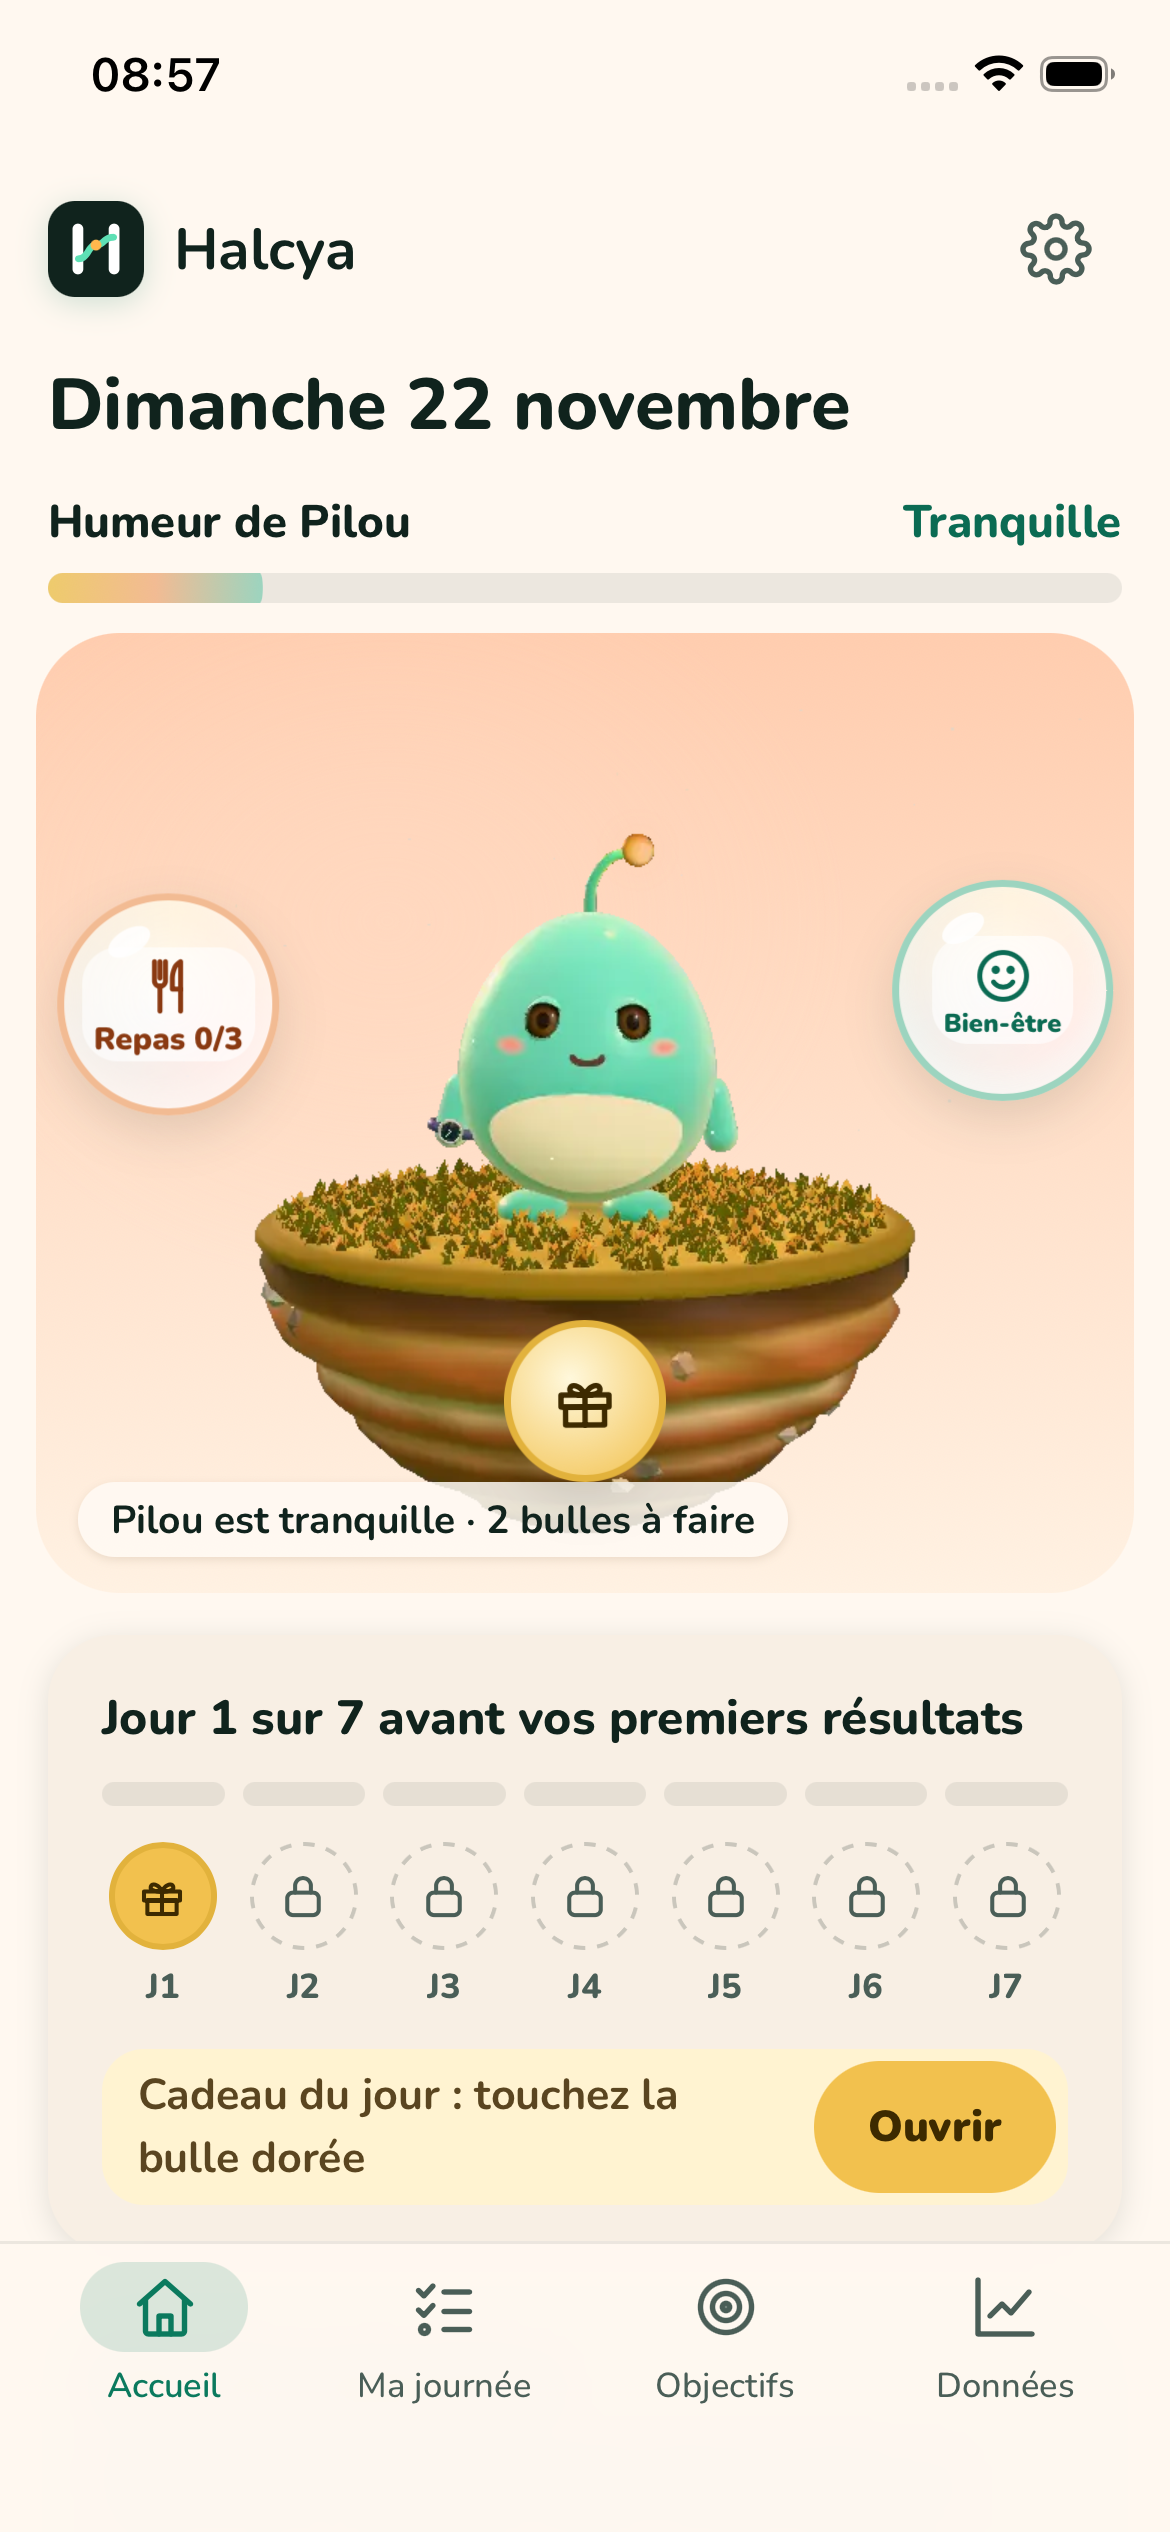 08:57
Halcya
Dimanche 22 novembre
Humeur de Pilou
Tranquille
Repas 0/3
Bien-être
Pilou est tranquille · 2 bulles à faire
Jour 1 sur 7 avant vos premiers résultats
J1
J2
J3
J4
J5
J6
J7
Cadeau du jour : touchez la
bulle dorée
Ouvrir
Accueil
Ma journée
Objectifs
Données